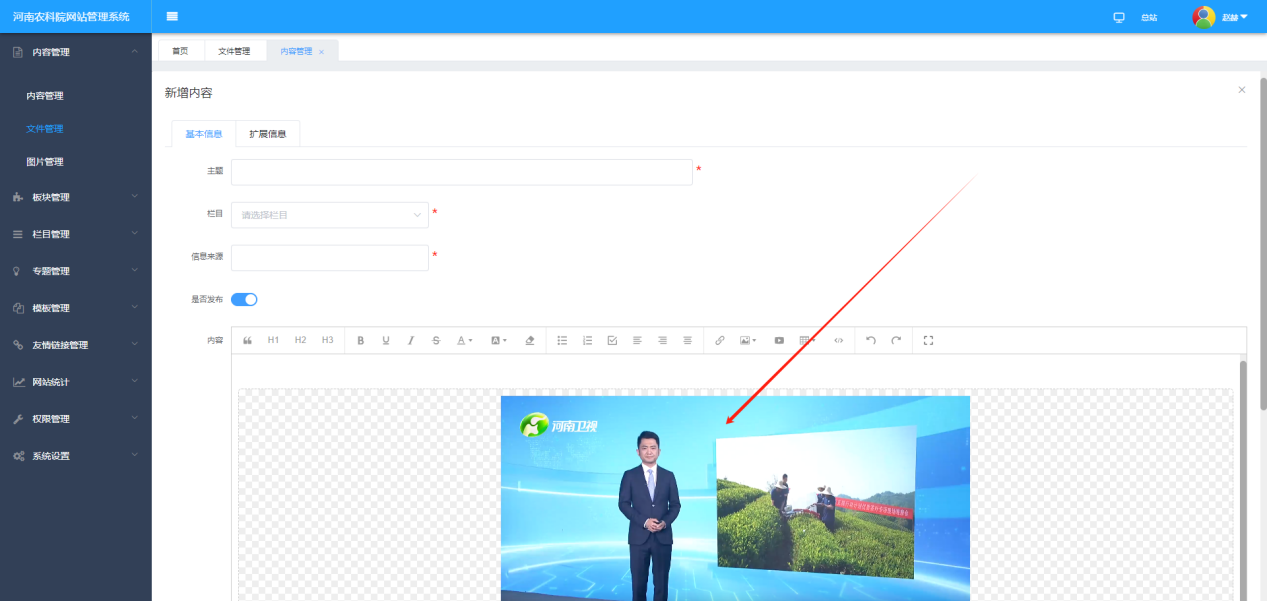 河南农科院网站管理系统
总站
赵赫
内容管理
内容管理
文件管理
图片管理
板块管理
栏目管理
专题管理
模板管理
友情链接管理
网站统计
权限管理
系统设置
首页 文件管理 内容管理 ×
新增内容
基本信息 扩展信息
主题 *
栏目 请选择栏目 *
信息来源 *
是否发布
内容 H1 H2 H3 B U I S A A
河南卫视